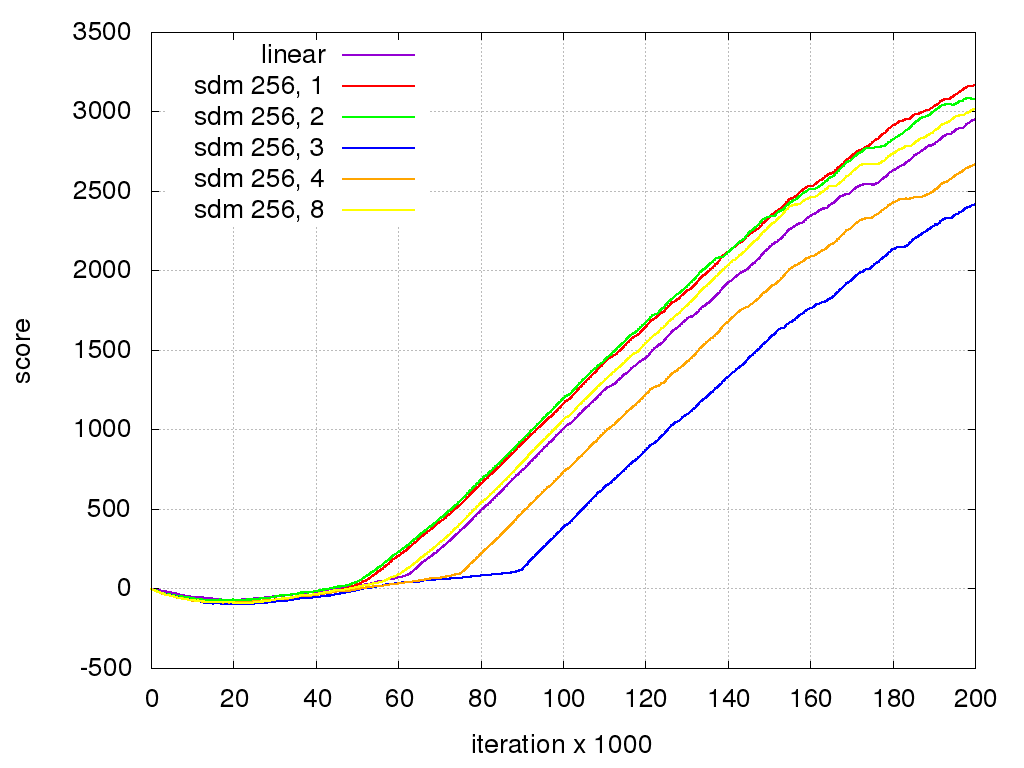 3500
3000
2500
2000
1500
1000
500
0
-500
score
linear
sdm 256, 1
sdm 256, 2
sdm 256, 3
sdm 256, 4
sdm 256, 8
0 20 40 60 80 100 120 140 160 180 200
iteration x 1000